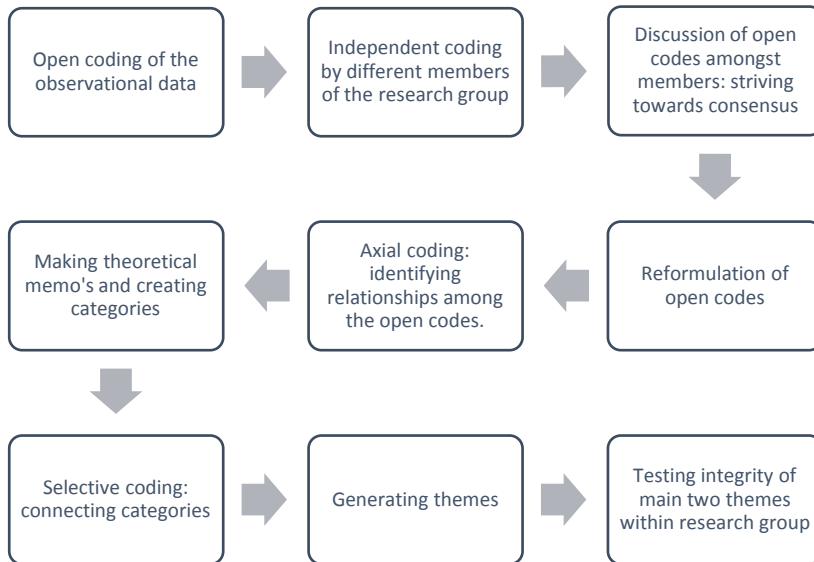 Open coding of the
observational data
Independent coding
by different members
of the research group
Discussion of open
codes amongst
members: striving
towards consensus
Reformulation of
open codes
Axial coding:
identifying
relationships among
the open codes.
Making theoretical
memo's and creating
categories
Selective coding:
connecting categories
Generating themes
Testing integrity of
main two themes
within research group